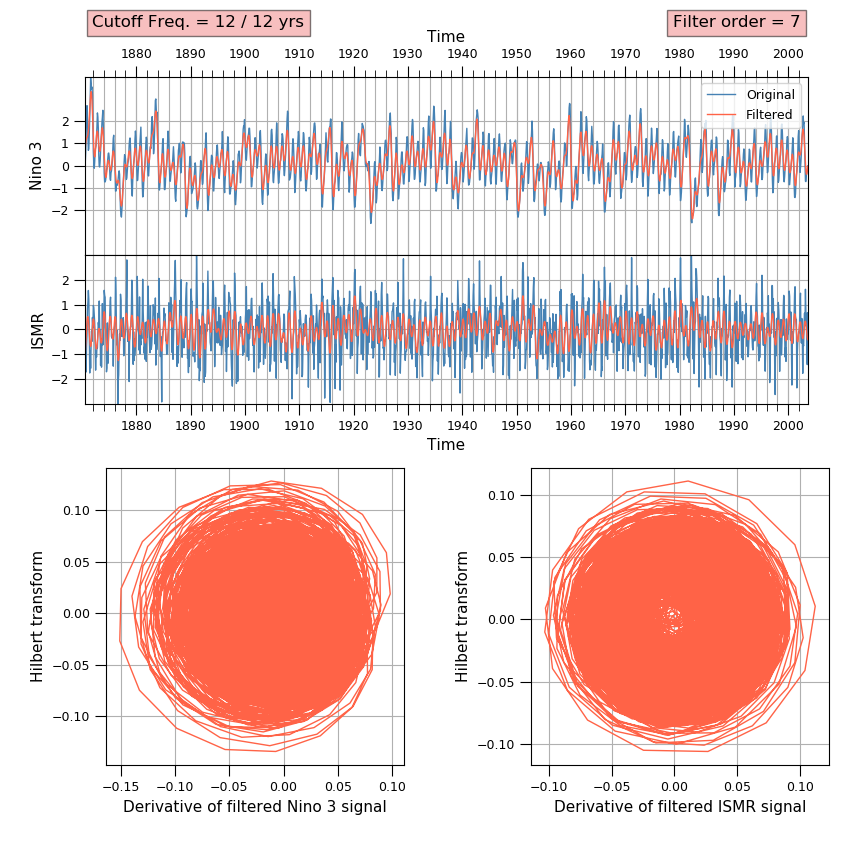 Cutoff Freq. = 12 / 12 yrs
Filter order = 7
Time
1880 1890 1900 1910 1920 1930 1940 1950 1960 1970 1980 1990 2000
Original
Filtered
Nino 3
2
1
0
−1
−2
ISMR
2
1
0
−1
−2
1880 1890 1900 1910 1920 1930 1940 1950 1960 1970 1980 1990 2000
Time
Hilbert transform
0.10
0.05
0.00
−0.05
−0.10
−0.15 −0.10 −0.05 0.00 0.05 0.10
Derivative of filtered Nino 3 signal
Hilbert transform
0.10
0.05
0.00
−0.05
−0.10
−0.10 −0.05 0.00 0.05 0.10
Derivative of filtered ISMR signal